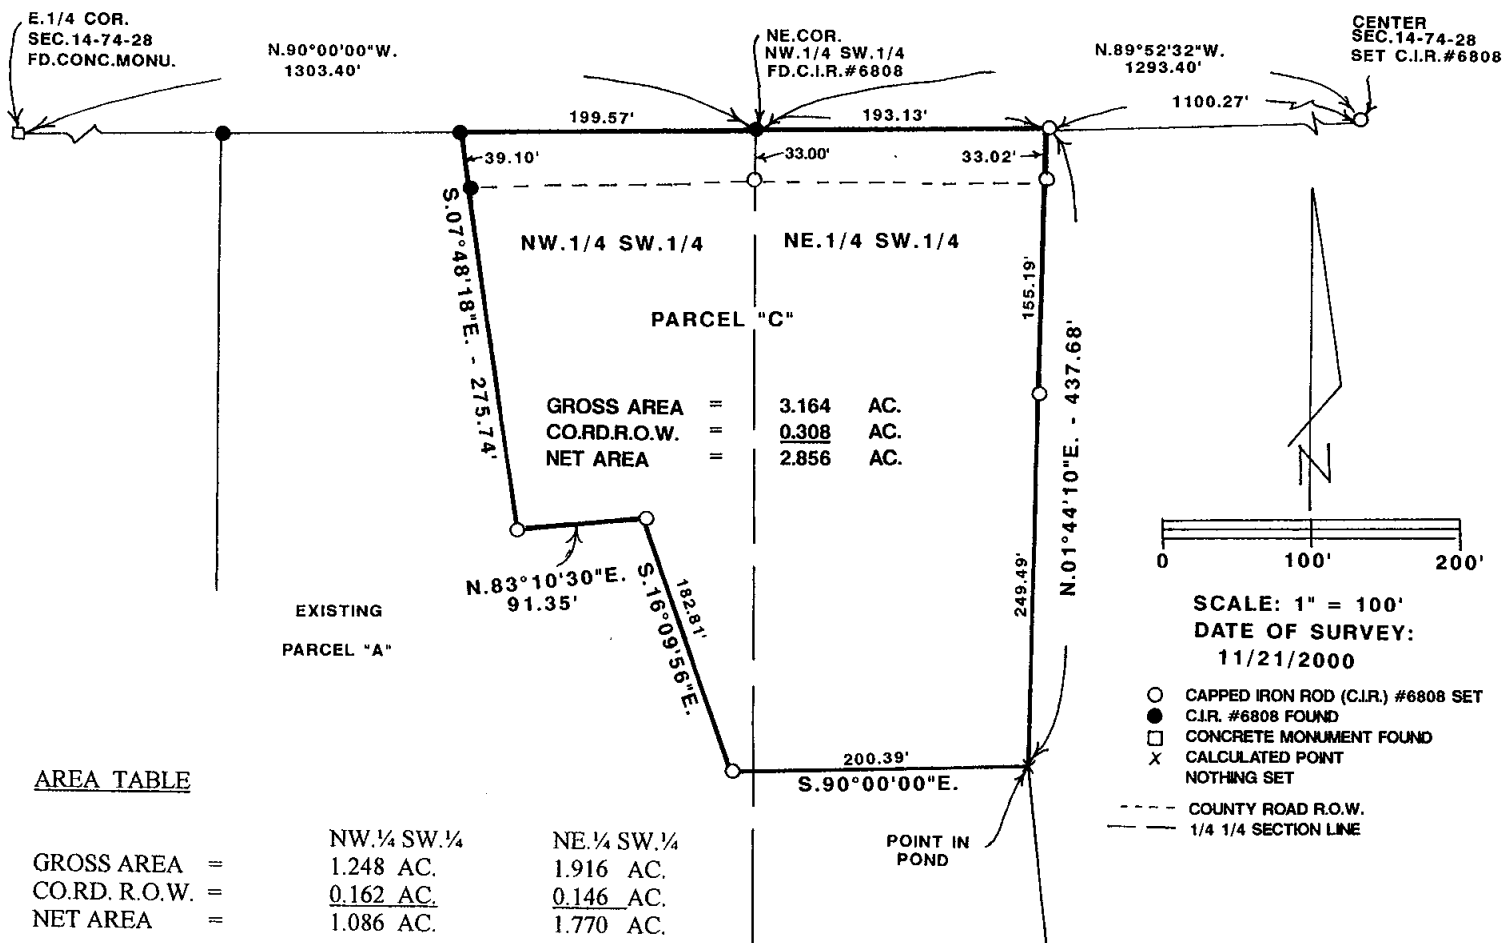 E.1/4 COR.
SEC.14-74-28
FD.CONC.MONU.
N.90°00'00"W.
1303.40'
NE.COR.
NW.1/4 SW.1/4
FD.C.I.R.#6808
N.89°52'32"W.
1293.40'
CENTER
SEC.14-74-28
SET C.I.R.#6808
1100.27'
199.57'
193.13'
39.10'
33.00'
33.02'
S.07°48'18"E. - 275.74'
NW.1/4 SW.1/4
NE.1/4 SW.1/4
155.19'
PARCEL "C"
N.01°44'10"E. - 437.68'
GROSS AREA = 3.164 AC.
CO.RD.R.O.W. = 0.308 AC.
NET AREA = 2.856 AC.
N
0 100' 200'
N.83°10'30"E.
91.35'
S.16°09'56"E.
182.81'
249.49'
EXISTING
PARCEL "A"
SCALE: 1" = 100'
DATE OF SURVEY:
11/21/2000
CAPPED IRON ROD (C.I.R.) #6808 SET
C.I.R. #6808 FOUND
CONCRETE MONUMENT FOUND
X CALCULATED POINT
NOTHING SET
COUNTY ROAD R.O.W.
1/4 1/4 SECTION LINE
200.39'
S.90°00'00"E.
POINT IN
POND
AREA TABLE
NW.¼ SW.¼ NE.¼ SW.¼
GROSS AREA = 1.248 AC. 1.916 AC.
CO.RD. R.O.W. = 0.162 AC. 0.146 AC.
NET AREA = 1.086 AC. 1.770 AC.